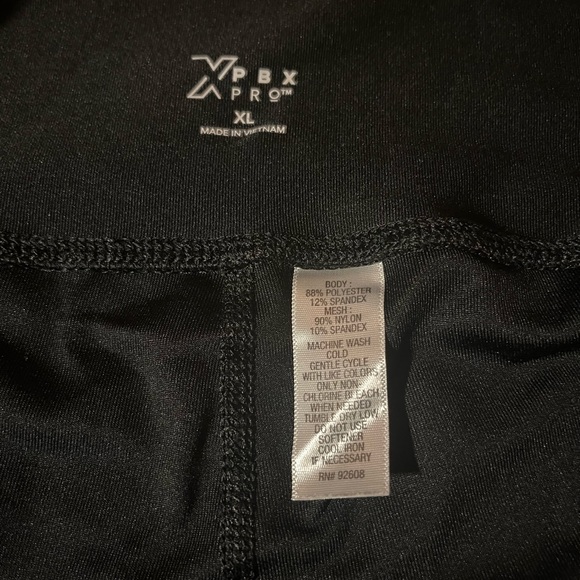 PBX
PRO™
XL
MADE IN VIETNAM
BODY :
88% POLYESTER
12% SPANDEX
MESH :
90% NYLON
10% SPANDEX
MACHINE WASH
COLD
GENTLE CYCLE
WITH LIKE COLORS
ONLY NON-
CHLORINE BLEACH
WHEN NEEDED
TUMBLE DRY LOW
DO NOT USE
SOFTENER
COOL IRON
IF NECESSARY
RN# 92608